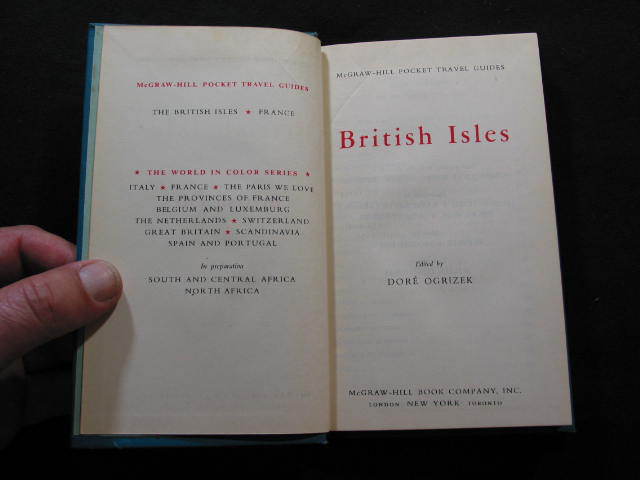 McGRAW-HILL POCKET TRAVEL GUIDES
THE BRITISH ISLES ★ FRANCE
★ THE WORLD IN COLOR SERIES ★
ITALY ★ FRANCE ★ THE PARIS WE LOVE
THE PROVINCES OF FRANCE
BELGIUM AND LUXEMBURG
THE NETHERLANDS ★ SWITZERLAND
GREAT BRITAIN ★ SCANDINAVIA
SPAIN AND PORTUGAL
In preparation
SOUTH AND CENTRAL AFRICA
NORTH AFRICA
McGRAW-HILL POCKET TRAVEL GUIDES
British Isles
Edited by
DORÉ OGRIZEK
McGRAW-HILL BOOK COMPANY, INC.
LONDON NEW YORK TORONTO